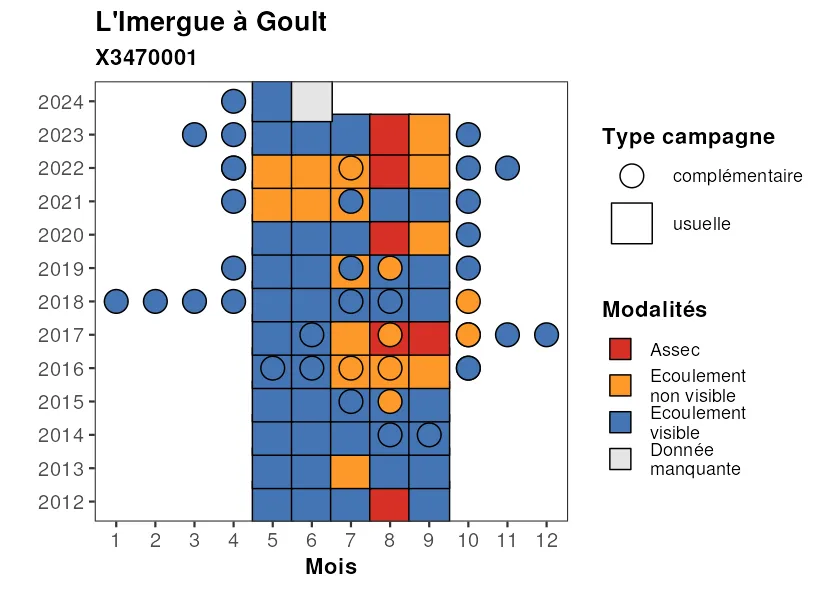 L'Imergue à Goult
X3470001
2024
2023
2022
2021
2020
2019
2018
2017
2016
2015
2014
2013
2012
1 2 3 4 5 6 7 8 9 10 11 12
Mois
Type campagne
complémentaire
usuelle
Modalités
Assec
Ecoulement
non visible
Ecoulement
visible
Donnée
manquante